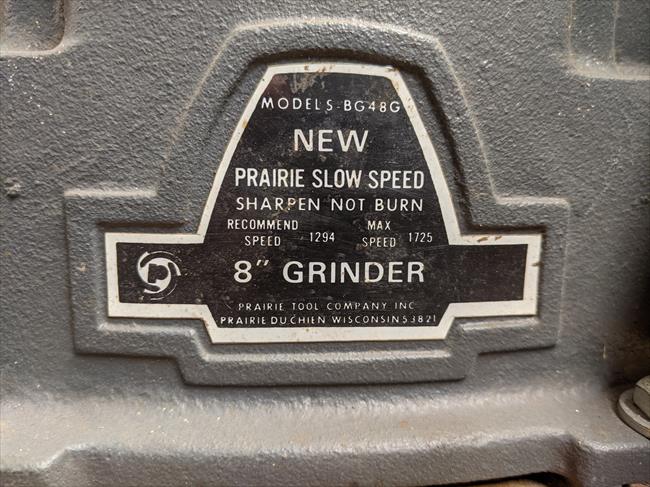 MODEL S-BG48G
NEW
PRAIRIE SLOW SPEED
SHARPEN NOT BURN
RECOMMEND SPEED 1294 MAX SPEED 1725
8" GRINDER
PRAIRIE TOOL COMPANY INC
PRAIRIE DU CHIEN WISCONSIN 53821